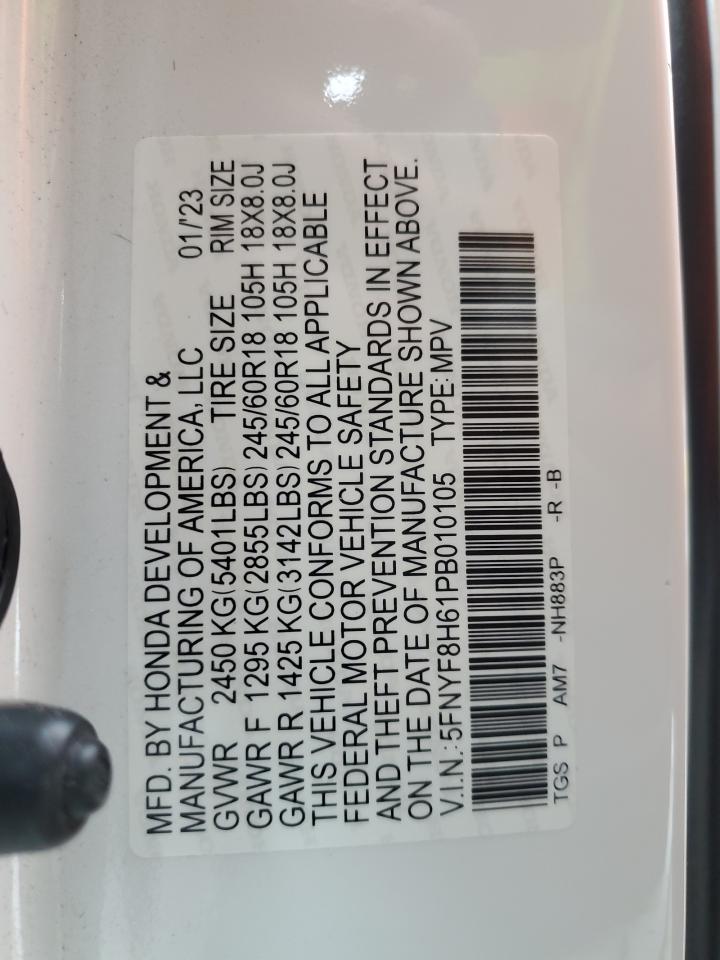 MFD. BY HONDA DEVELOPMENT &
MANUFACTURING OF AMERICA, LLC 01/'23
GVWR 2450 KG(5401LBS) TIRE SIZE RIM SIZE
GAWR F 1295 KG(2855LBS) 245/60R18 105H 18X8.0J
GAWR R 1425 KG(3142LBS) 245/60R18 105H 18X8.0J
THIS VEHICLE CONFORMS TO ALL APPLICABLE
FEDERAL MOTOR VEHICLE SAFETY
AND THEFT PREVENTION STANDARDS IN EFFECT
ON THE DATE OF MANUFACTURE SHOWN ABOVE.
V.I.N.: 5FNYF8H61PB010105 TYPE: MPV
TGS P AM7 -NH883P -R -B